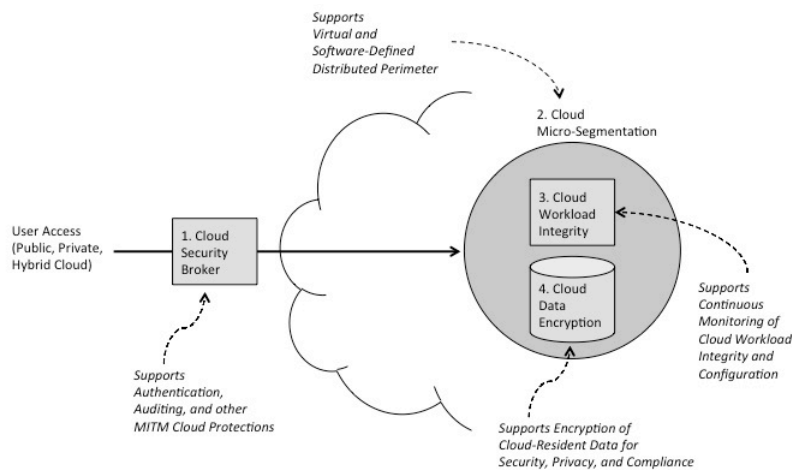 Supports
Virtual and
Software-Defined
Distributed Perimeter
2. Cloud
Micro-Segmentation
3. Cloud
Workload
Integrity
User Access
(Public, Private,
Hybrid Cloud)
1. Cloud
Security
Broker
4. Cloud
Data
Encryption
Supports
Continuous
Monitoring of
Cloud Workload
Integrity and
Configuration
Supports
Authentication,
Auditing, and other
MITM Cloud Protections
Supports Encryption of
Cloud-Resident Data for
Security, Privacy, and Compliance